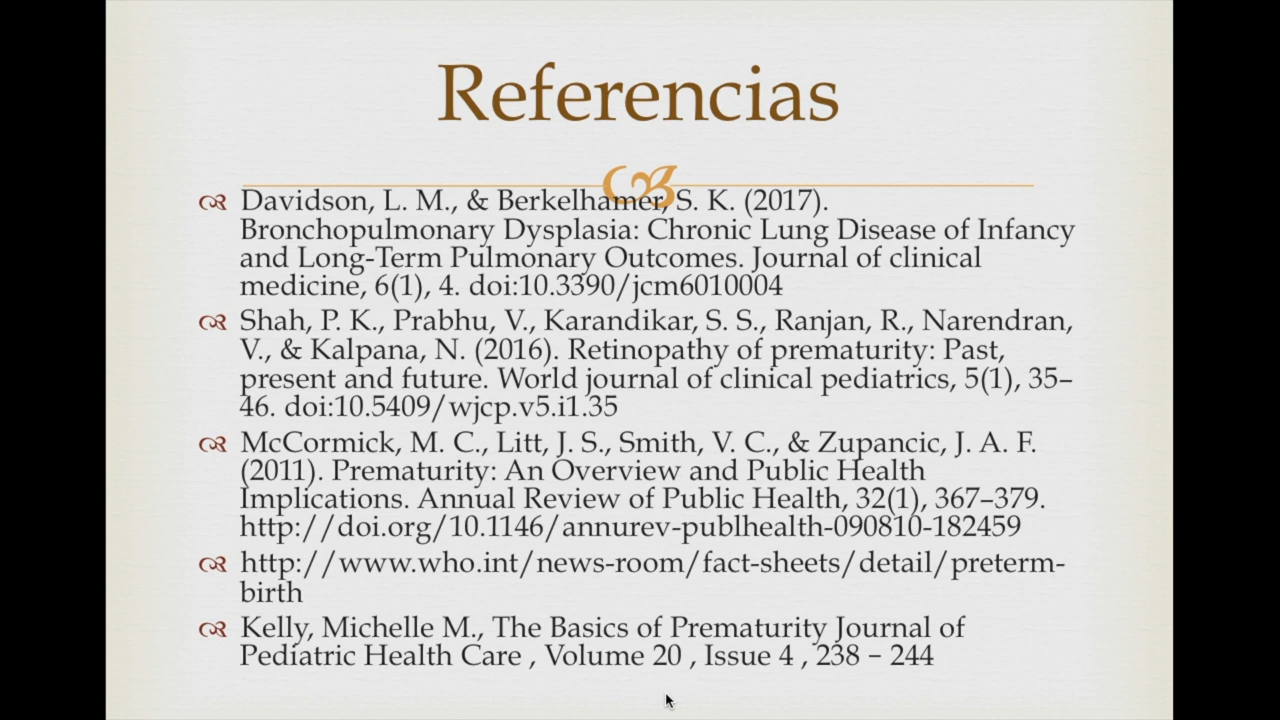 Referencias
Davidson, L. M., & Berkelhamer, S. K. (2017).
Bronchopulmonary Dysplasia: Chronic Lung Disease of Infancy
and Long-Term Pulmonary Outcomes. Journal of clinical
medicine, 6(1), 4. doi:10.3390/jcm6010004
Shah, P. K., Prabhu, V., Karandikar, S. S., Ranjan, R., Narendran,
V., & Kalpana, N. (2016). Retinopathy of prematurity: Past,
present and future. World journal of clinical pediatrics, 5(1), 35–
46. doi:10.5409/wjcp.v5.i1.35
McCormick, M. C., Litt, J. S., Smith, V. C., & Zupancic, J. A. F.
(2011). Prematurity: An Overview and Public Health
Implications. Annual Review of Public Health, 32(1), 367–379.
http://doi.org/10.1146/annurev-publhealth-090810-182459
http://www.who.int/news-room/fact-sheets/detail/preterm-
birth
Kelly, Michelle M., The Basics of Prematurity Journal of
Pediatric Health Care , Volume 20 , Issue 4 , 238 – 244